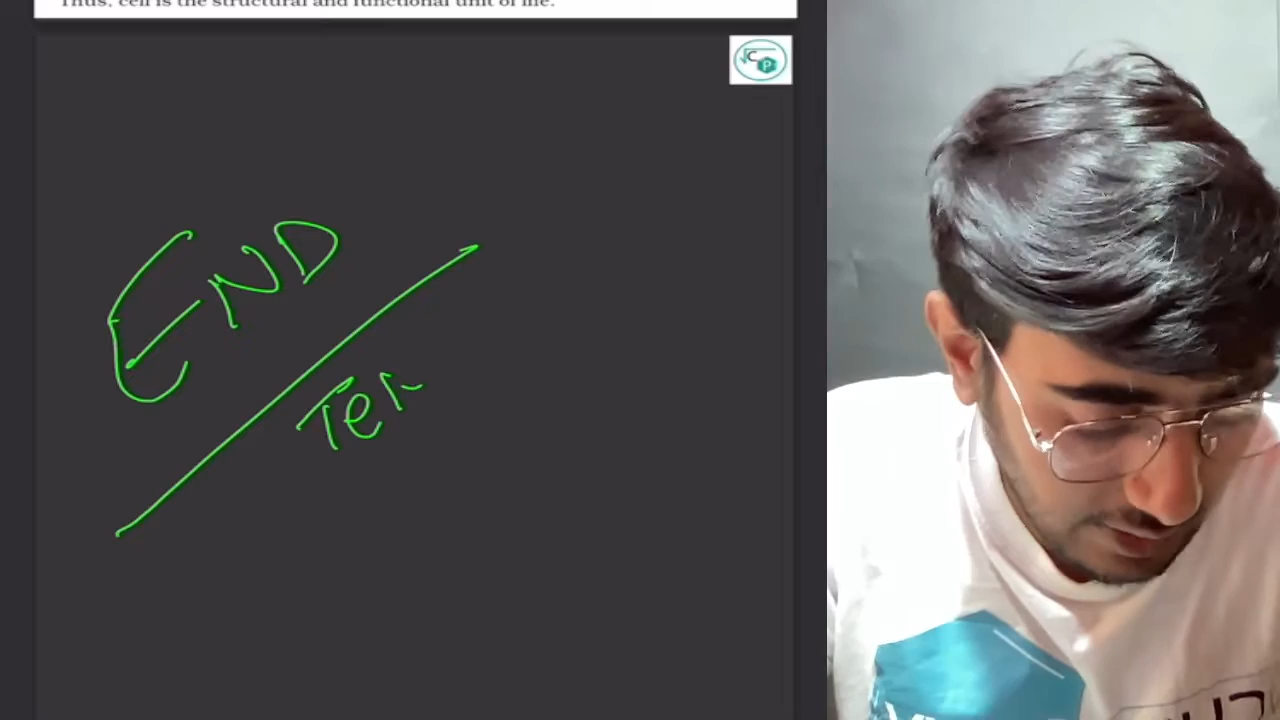 Thus, cell is the structural and functional unit of life.
C
P
END
Ter